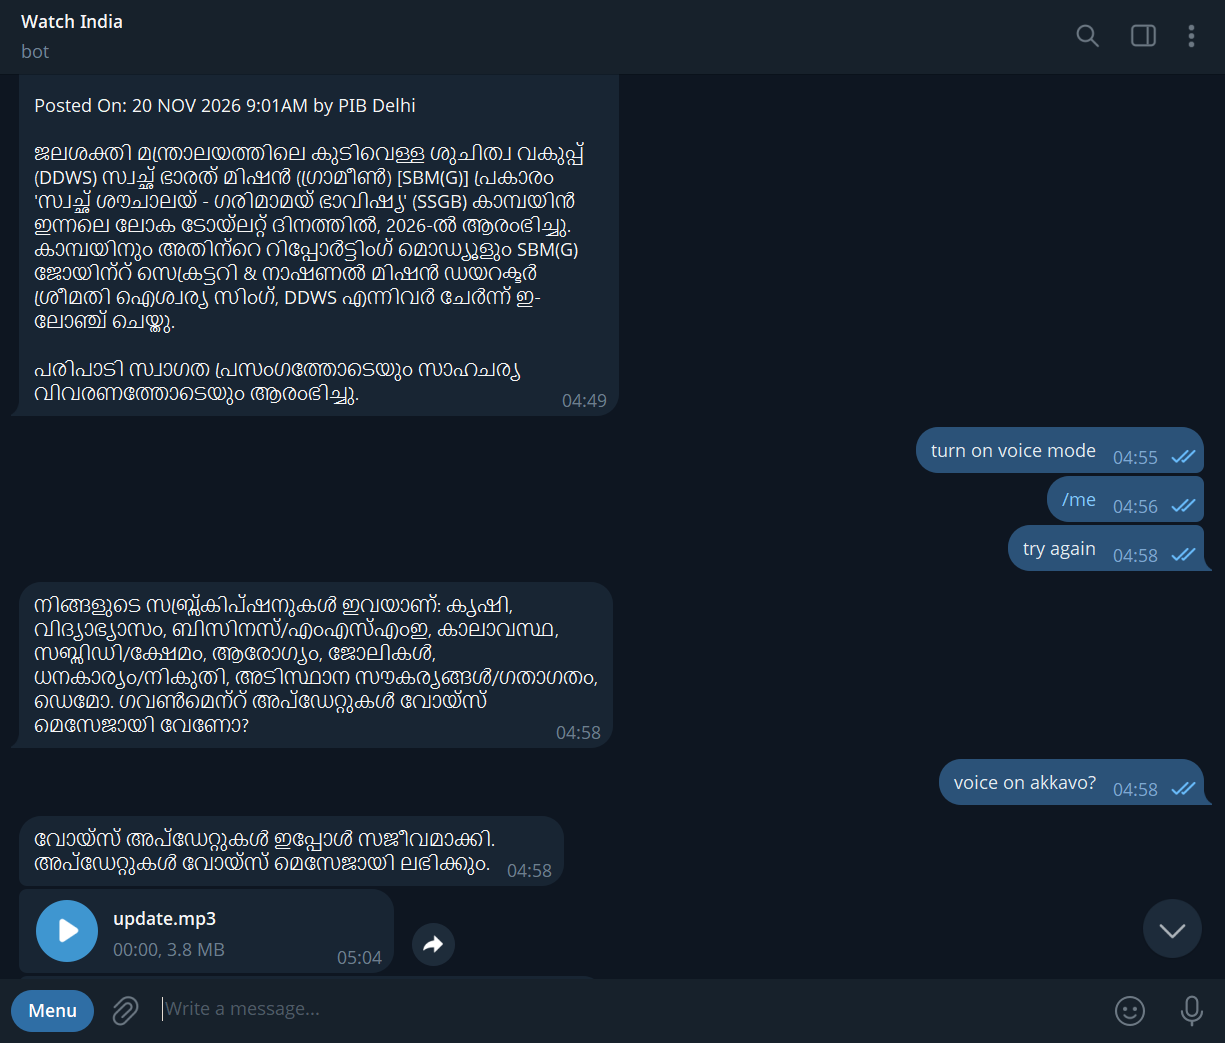 Watch India
bot
Posted On: 20 NOV 2026 9:01AM by PIB Delhi
ജലശക്തി മന്ത്രാലയത്തിലെ കുടിവെള്ള ശുചിത്വ വകുപ്പ്
(DDWS) സ്വച്ഛ് ഭാരത് മിഷൻ (ഗ്രാമീൺ) [SBM(G)] പ്രകാരം
'സ്വച്ഛ് ശൗചാലയ് - ഗരിമാമയ് ഭാവിഷ്യ' (SSGB) കാമ്പയിൻ
ഇന്നലെ ലോക ടോയ്‌ലറ്റ് ദിനത്തിൽ, 2026-ൽ ആരംഭിച്ചു.
കാമ്പയിനും അതിന്റെ റിപ്പോർട്ടിംഗ് മൊഡ്യൂളും SBM(G)
ജോയിന്റ് സെക്രട്ടറി & നാഷണൽ മിഷൻ ഡയറക്ടർ
ശ്രീമതി ഐശ്വര്യ സിംഗ്, DDWS എന്നിവർ ചേർന്ന് ഇ-
ലോഞ്ച് ചെയ്തു.
പരിപാടി സ്വാഗത പ്രസംഗത്തോടെയും സാഹചര്യ
വിവരണത്തോടെയും ആരംഭിച്ചു.
04:49
turn on voice mode 04:55
/me 04:56
try again 04:58
നിങ്ങളുടെ സബ്സ്ക്രിപ്ഷനുകൾ ഇവയാണ്: കൃഷി,
വിദ്യാഭ്യാസം, ബിസിനസ്/എംഎസ്എംഇ, കാലാവസ്ഥ,
സബ്സിഡി/ക്ഷേമം, ആരോഗ്യം, ജോലികൾ,
ധനകാര്യം/നികുതി, അടിസ്ഥാന സൗകര്യങ്ങൾ/ഗതാഗതം,
ഡെമോ. ഗവൺമെന്റ് അപ്ഡേറ്റുകൾ വോയ്സ്
മെസേജായി വേണോ?
04:58
voice on akkavo? 04:58
വോയ്സ് അപ്ഡേറ്റുകൾ ഇപ്പോൾ സജീവമാക്കി.
അപ്ഡേറ്റുകൾ വോയ്സ് മെസേജായി ലഭിക്കും. 04:58
update.mp3
00:00, 3.8 MB
05:04
Menu
Write a message...